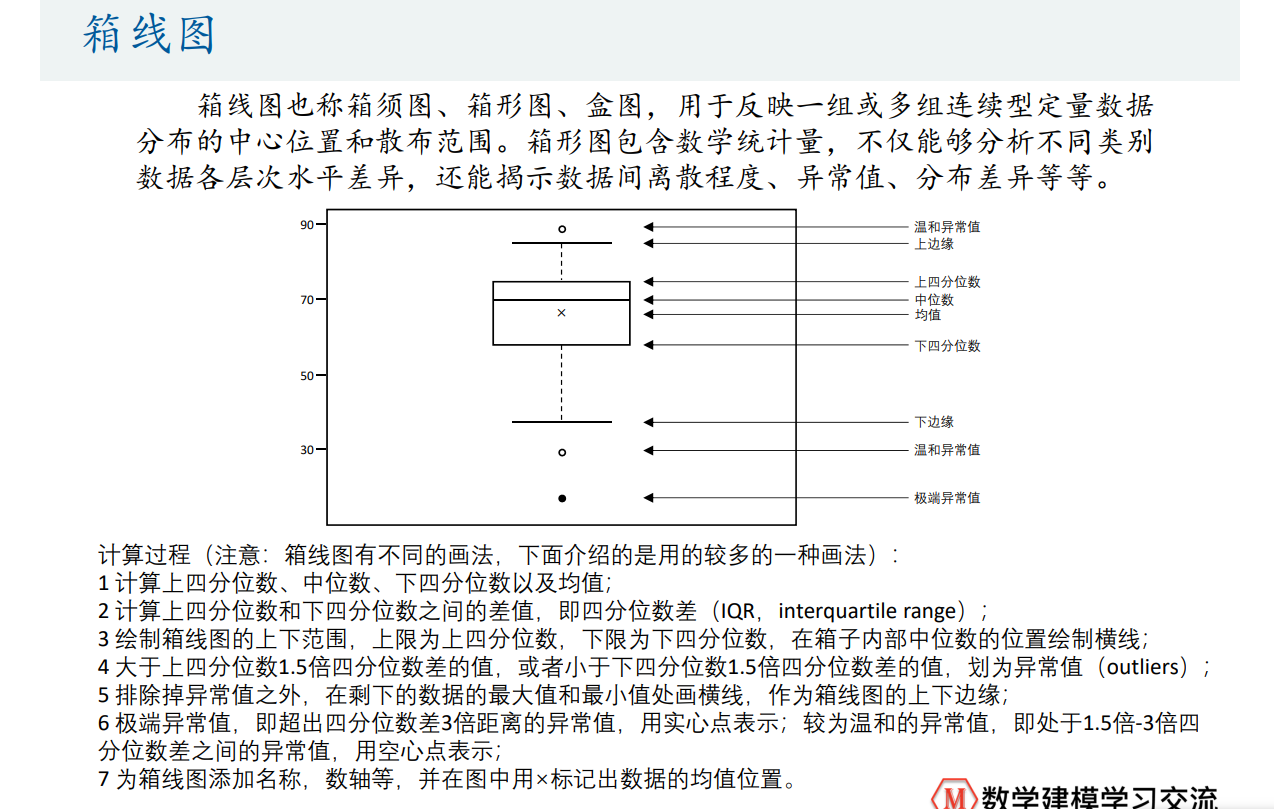 箱线图
箱线图也称箱须图、箱形图、盒图，用于反映一组或多组连续型定量数据
分布的中心位置和散布范围。箱形图包含数学统计量，不仅能够分析不同类别
数据各层次水平差异，还能揭示数据间离散程度、异常值、分布差异等等。
90
温和异常值
上边缘
上四分位数
70
中位数
均值
下四分位数
50
下边缘
30
温和异常值
极端异常值
计算过程（注意：箱线图有不同的画法，下面介绍的是用的较多的一种画法）：
1 计算上四分位数、中位数、下四分位数以及均值；
2 计算上四分位数和下四分位数之间的差值，即四分位数差（IQR，interquartile range）；
3 绘制箱线图的上下范围，上限为上四分位数，下限为下四分位数，在箱子内部中位数的位置绘制横线；
4 大于上四分位数1.5倍四分位数差的值，或者小于下四分位数1.5倍四分位数差的值，划为异常值（outliers）；
5 排除掉异常值之外，在剩下的数据的最大值和最小值处画横线，作为箱线图的上下边缘；
6 极端异常值，即超出四分位数差3倍距离的异常值，用实心点表示；较为温和的异常值，即处于1.5倍-3倍四
分位数差之间的异常值，用空心点表示；
7 为箱线图添加名称，数轴等，并在图中用×标记出数据的均值位置。
M 数学建模学习交流